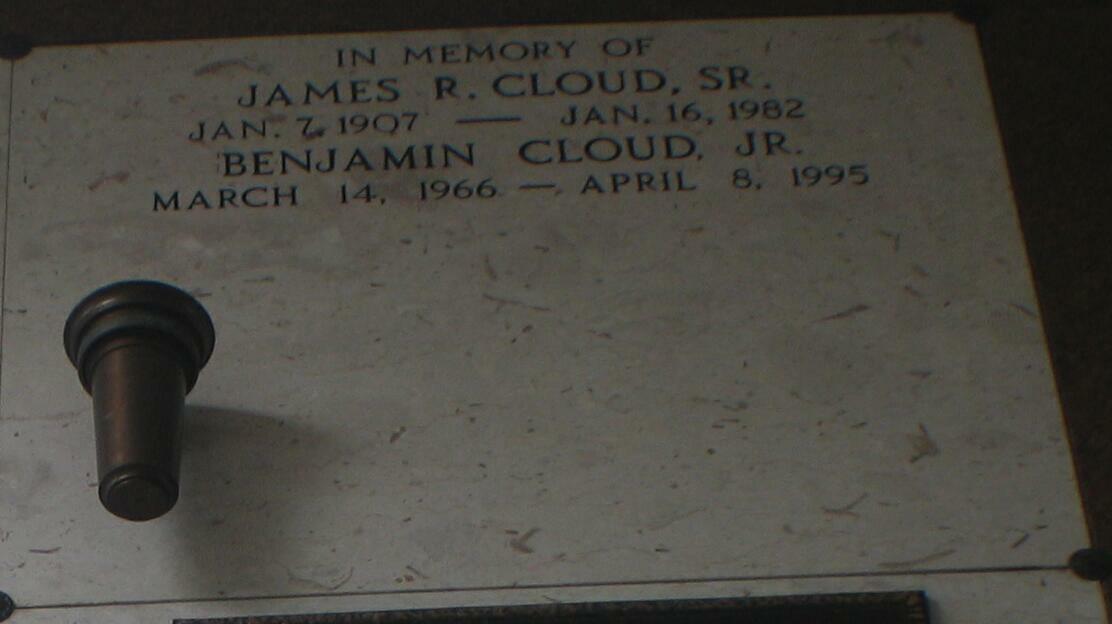 IN MEMORY OF
JAMES R. CLOUD, SR.
JAN. 7, 1907 — JAN. 16, 1982
BENJAMIN CLOUD, JR.
MARCH 14, 1966 — APRIL 8, 1995